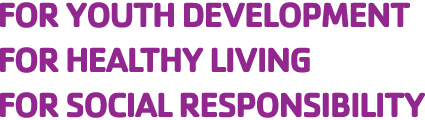 FOR YOUTH DEVELOPMENT
FOR HEALTHY LIVING
FOR SOCIAL RESPONSIBILITY